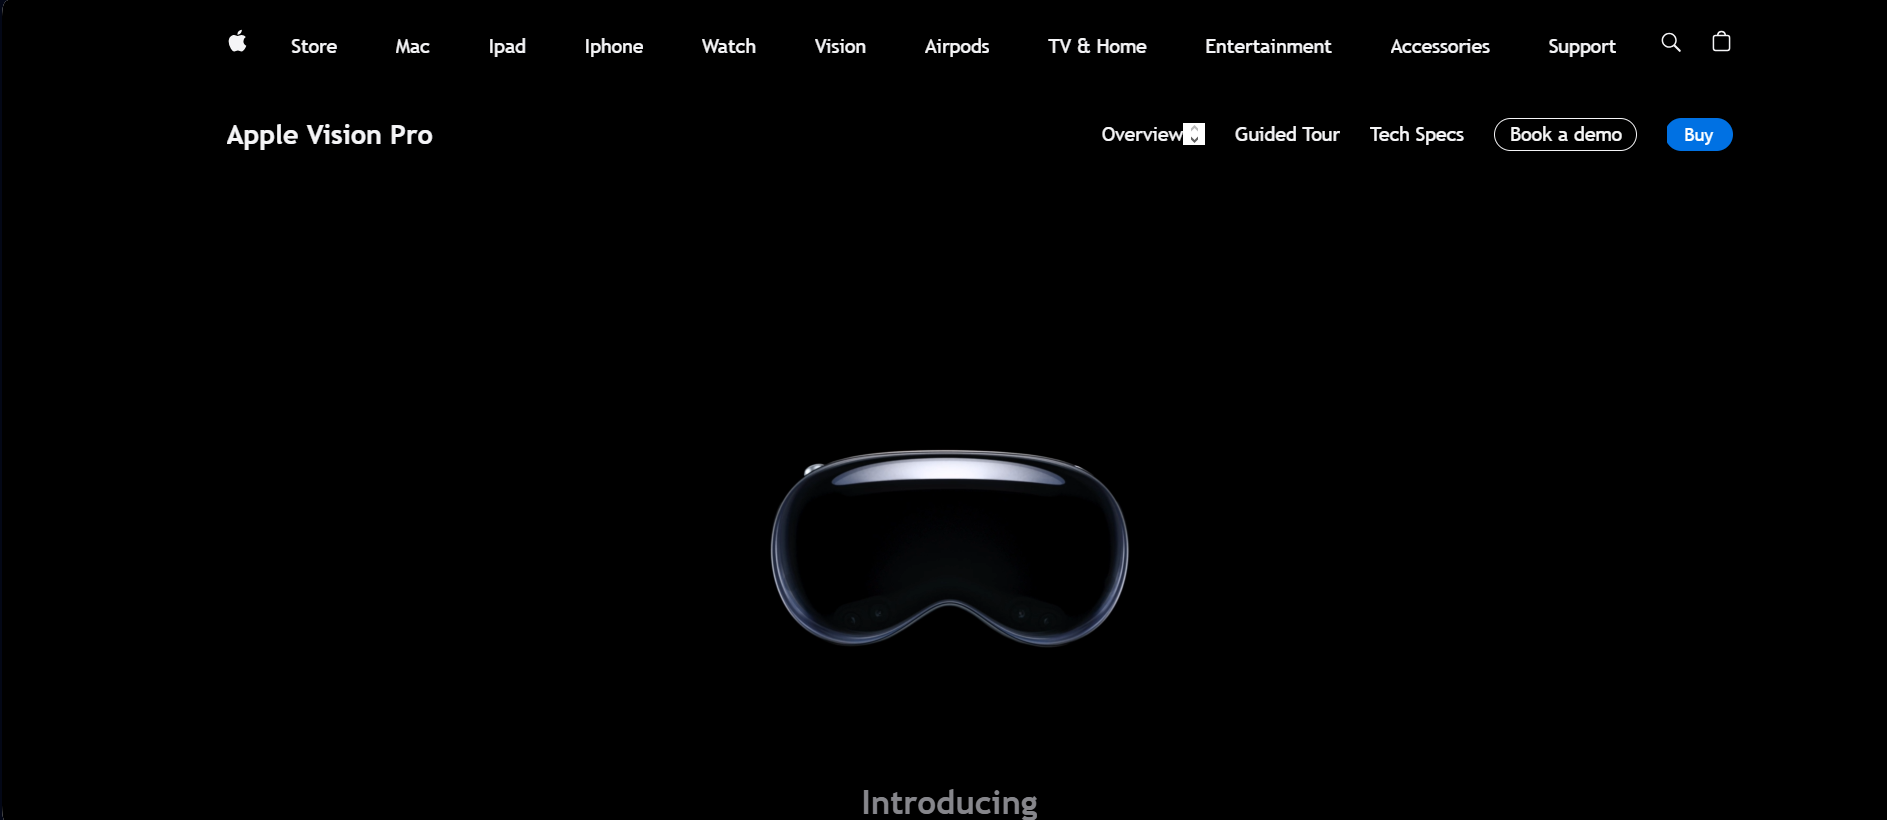 Store Mac Ipad Iphone Watch Vision Airpods TV & Home Entertainment Accessories Support
Apple Vision Pro Overview Guided Tour Tech Specs Book a demo Buy
Introducing